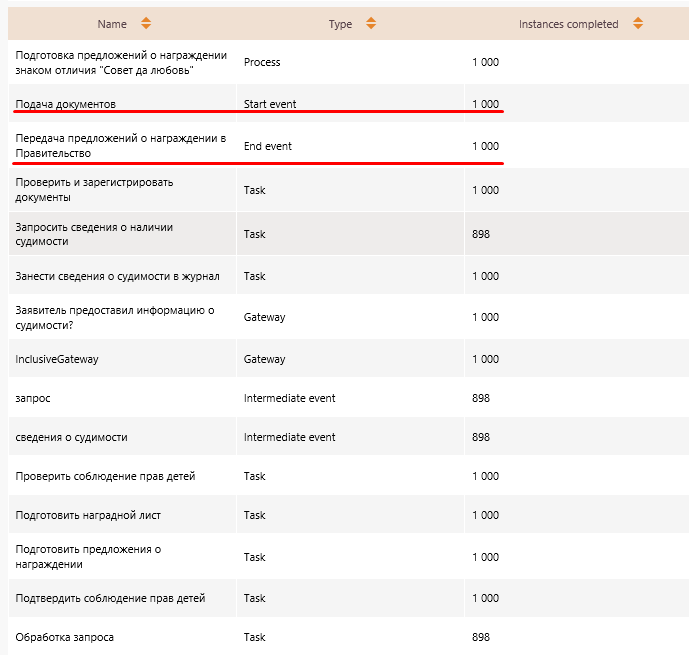 Name Type Instances completed
Подготовка предложений о награждении
знаком отличия "Совет да любовь" Process 1 000
Подача документов Start event 1 000
Передача предложений о награждении в
Правительство End event 1 000
Проверить и зарегистрировать
документы Task 1 000
Запросить сведения о наличии
судимости Task 898
Занести сведения о судимости в журнал Task 1 000
Заявитель предоставил информацию о
судимости? Gateway 1 000
InclusiveGateway Gateway 1 000
запрос Intermediate event 898
сведения о судимости Intermediate event 898
Проверить соблюдение прав детей Task 1 000
Подготовить наградной лист Task 1 000
Подготовить предложения о
награждении Task 1 000
Подтвердить соблюдение прав детей Task 1 000
Обработка запроса Task 898